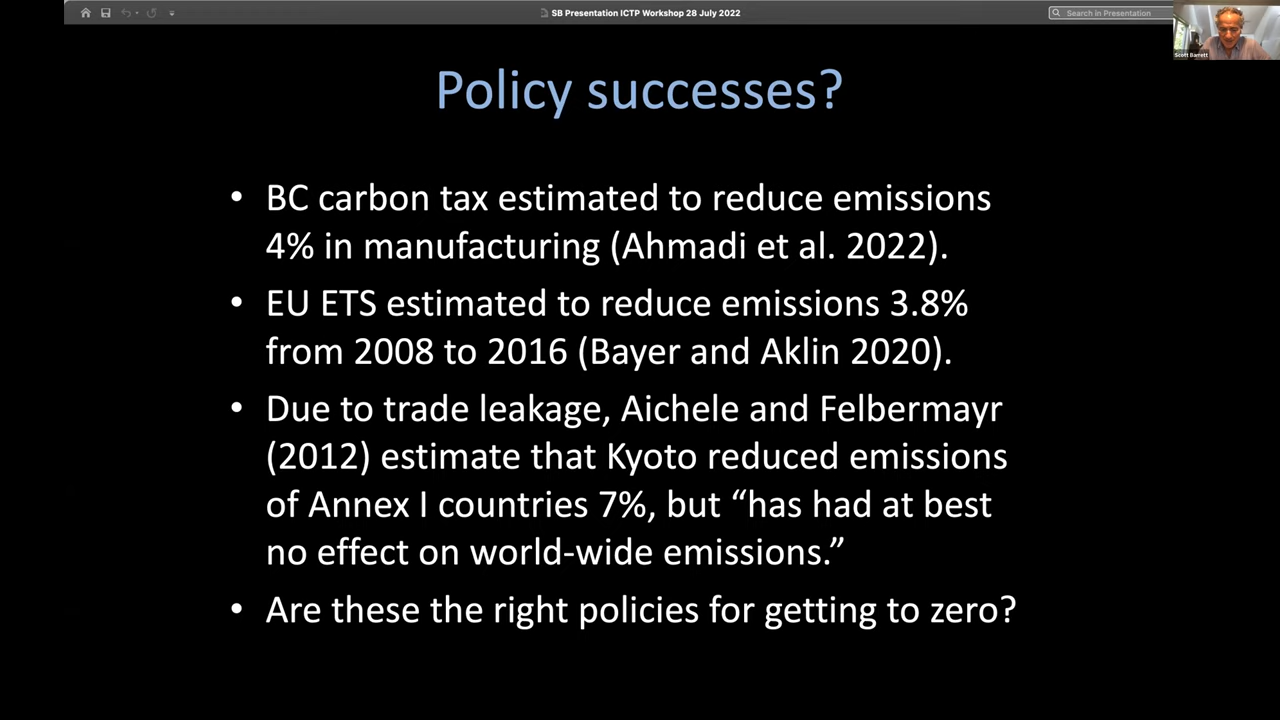 SB Presentation ICTP Workshop 28 July 2022
Search in Presentation
Scott Barrett
Policy successes?
• BC carbon tax estimated to reduce emissions
4% in manufacturing (Ahmadi et al. 2022).
• EU ETS estimated to reduce emissions 3.8%
from 2008 to 2016 (Bayer and Aklin 2020).
• Due to trade leakage, Aichele and Felbermayr
(2012) estimate that Kyoto reduced emissions
of Annex I countries 7%, but “has had at best
no effect on world-wide emissions.”
• Are these the right policies for getting to zero?